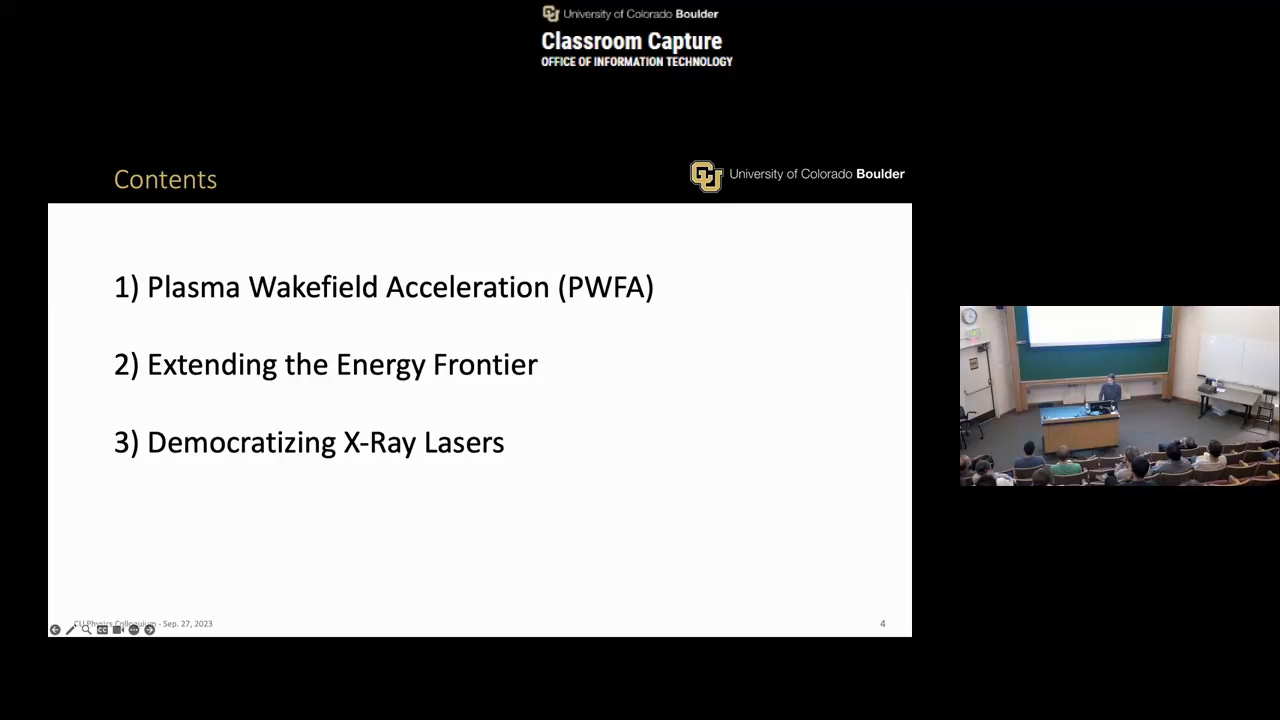 University of Colorado Boulder
Classroom Capture
OFFICE OF INFORMATION TECHNOLOGY
Contents
University of Colorado Boulder
1) Plasma Wakefield Acceleration (PWFA)
2) Extending the Energy Frontier
3) Democratizing X-Ray Lasers
CU Physics Colloquium - Sep. 27, 2023
4